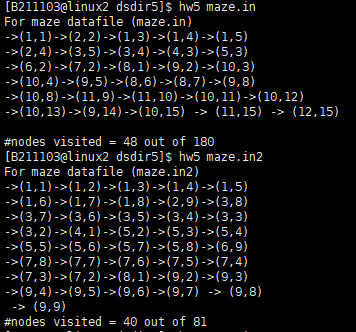 [B211103@linux2 dsdir5]$ hw5 maze.in
For maze datafile (maze.in)
->(1,1)->(2,2)->(1,3)->(1,4)->(1,5)
->(2,4)->(3,5)->(3,4)->(4,3)->(5,3)
->(6,2)->(7,2)->(8,1)->(9,2)->(10,3)
->(10,4)->(9,5)->(8,6)->(8,7)->(9,8)
->(10,8)->(11,9)->(11,10)->(10,11)->(10,12)
->(10,13)->(9,14)->(10,15) -> (11,15) -> (12,15)
#nodes visited = 48 out of 180
[B211103@linux2 dsdir5]$ hw5 maze.in2
For maze datafile (maze.in2)
->(1,1)->(1,2)->(1,3)->(1,4)->(1,5)
->(1,6)->(1,7)->(1,8)->(2,9)->(3,8)
->(3,7)->(3,6)->(3,5)->(3,4)->(3,3)
->(3,2)->(4,1)->(5,2)->(5,3)->(5,4)
->(5,5)->(5,6)->(5,7)->(5,8)->(6,9)
->(7,8)->(7,7)->(7,6)->(7,5)->(7,4)
->(7,3)->(7,2)->(8,1)->(9,2)->(9,3)
->(9,4)->(9,5)->(9,6)->(9,7) -> (9,8)
-> (9,9)
#nodes visited = 40 out of 81